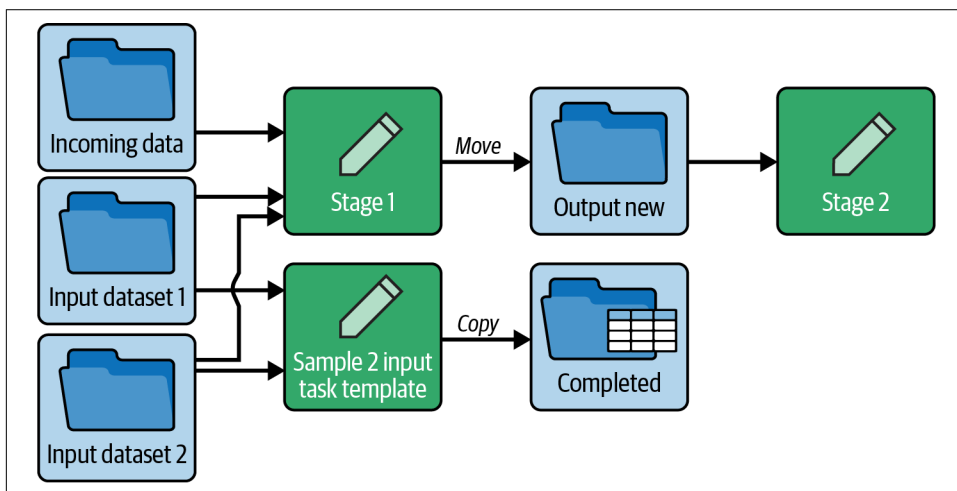 Incoming data
Stage 1
Move
Output new
Stage 2
Input dataset 1
Sample 2 input
task template
Copy
Completed
Input dataset 2